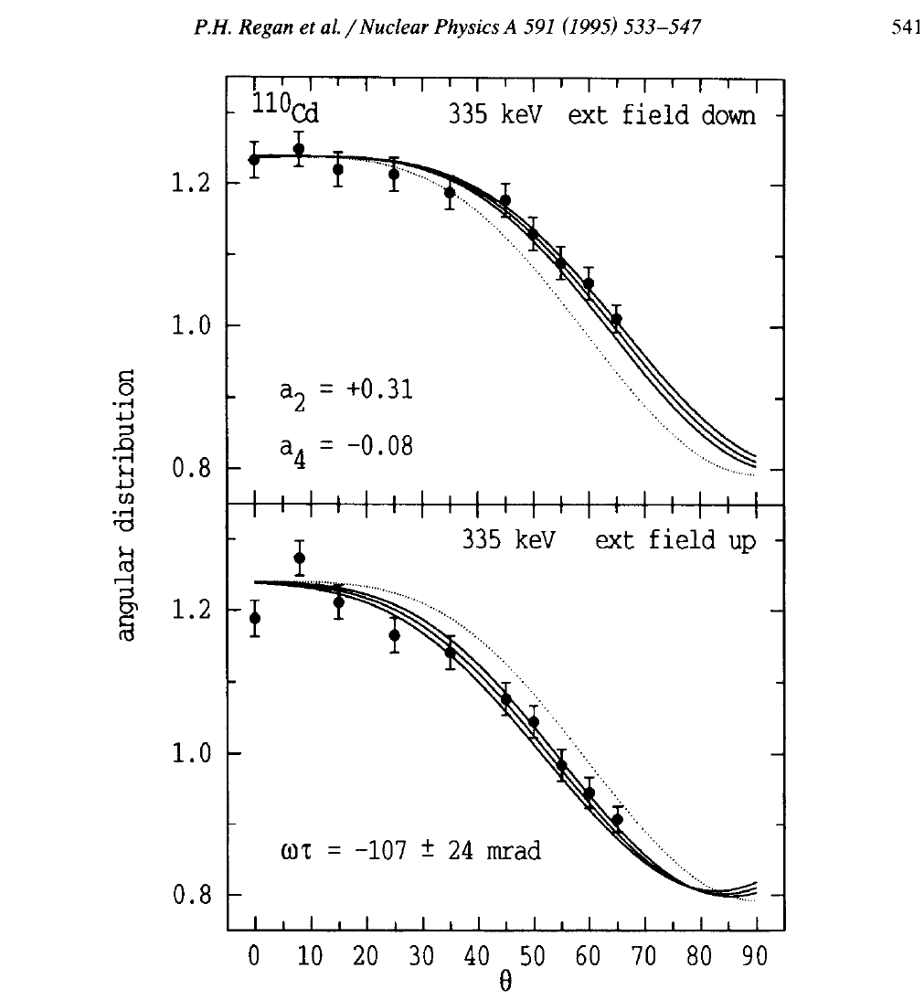 P.H. Regan et al. / Nuclear Physics A 591 (1995) 533–547 541
¹¹⁰Cd 335 keV ext field down
1.2
1.0
a₂ = +0.31
a₄ = -0.08
0.8
angular distribution
335 keV ext field up
1.2
1.0
ωτ = -107 ± 24 mrad
0.8
0 10 20 30 40 50 60 70 80 90
θ